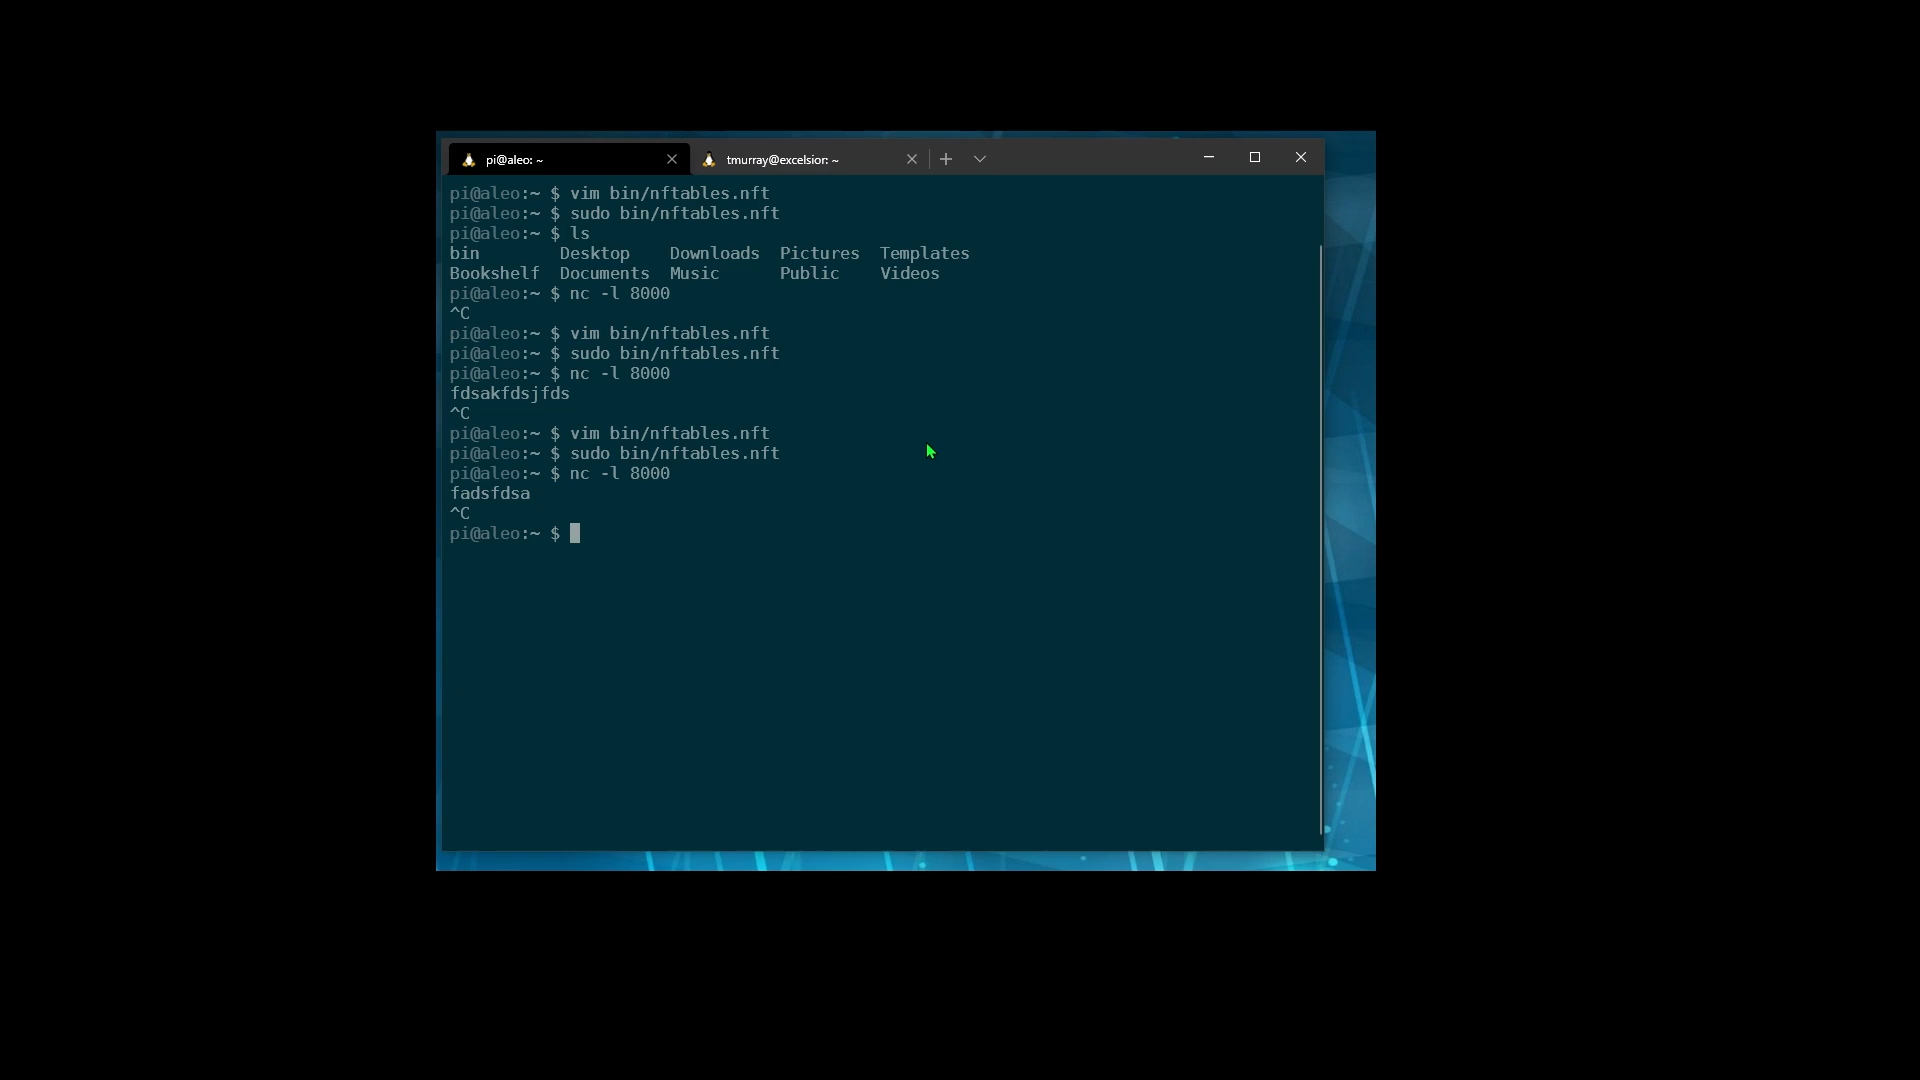 pi@aleo: ~
tmurray@excelsior: ~
pi@aleo:~ $ vim bin/nftables.nft
pi@aleo:~ $ sudo bin/nftables.nft
pi@aleo:~ $ ls
bin Desktop Downloads Pictures Templates
Bookshelf Documents Music Public Videos
pi@aleo:~ $ nc -l 8000
^C
pi@aleo:~ $ vim bin/nftables.nft
pi@aleo:~ $ sudo bin/nftables.nft
pi@aleo:~ $ nc -l 8000
fdsakfdsjfds
^C
pi@aleo:~ $ vim bin/nftables.nft
pi@aleo:~ $ sudo bin/nftables.nft
pi@aleo:~ $ nc -l 8000
fadsfdsa
^C
pi@aleo:~ $